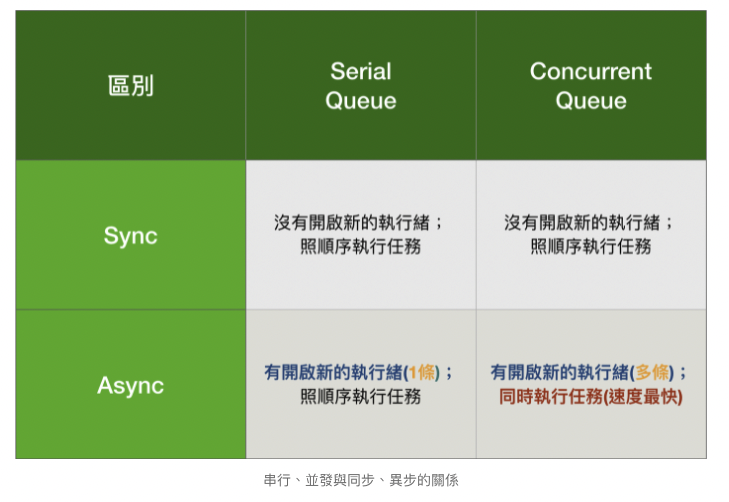 區別
Serial
Queue
Concurrent
Queue
Sync
沒有開啟新的執行緒；
照順序執行任務
沒有開啟新的執行緒；
照順序執行任務
Async
有開啟新的執行緒(1條)；
照順序執行任務
有開啟新的執行緒(多條)；
同時執行任務(速度最快)
串行、並發與同步、異步的關係